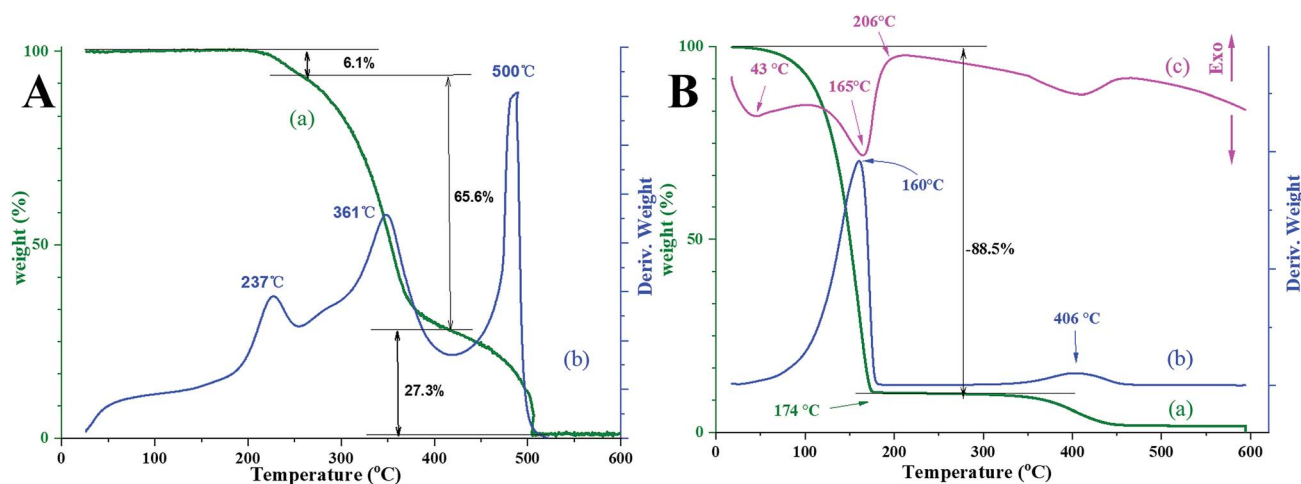 A
100
50
0
weight (%)
6.1%
(a)
65.6%
361℃
237℃
500℃
27.3%
(b)
Deriv. Weight
0
100
200
300
400
500
600
Temperature (ºC)
B
100
50
0
weight (%)
43 °C
165°C
206°C
(c)
Exo
160°C
-88.5%
406 °C
(b)
174 °C
(a)
Deriv. Weight
0
100
200
300
400
500
600
Temperature (ºC)